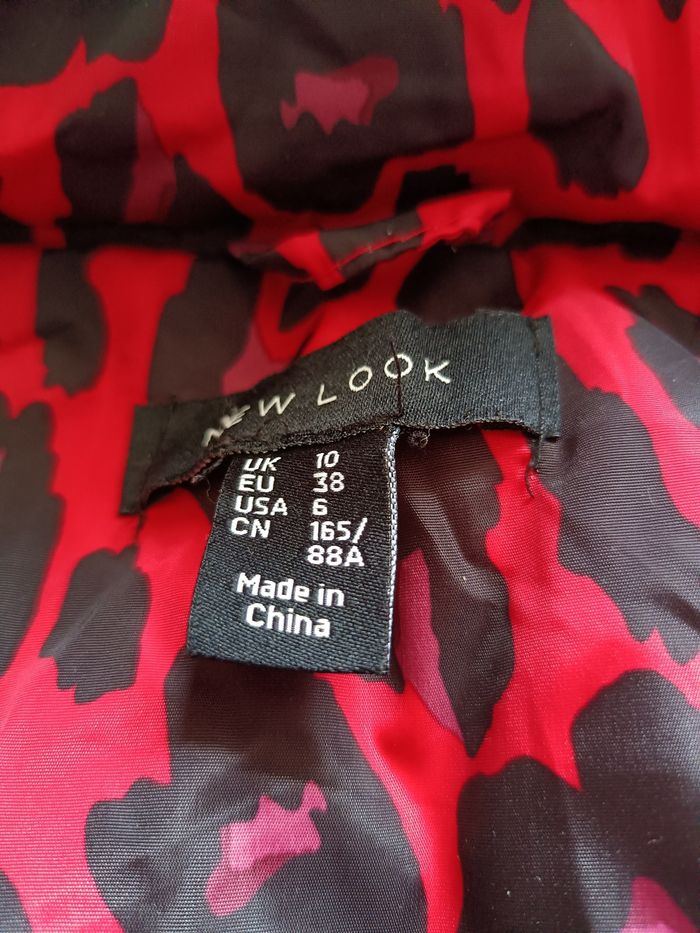 NEW LOOK
UK 10
EU 38
USA 6
CN 165/
88A
Made in
China